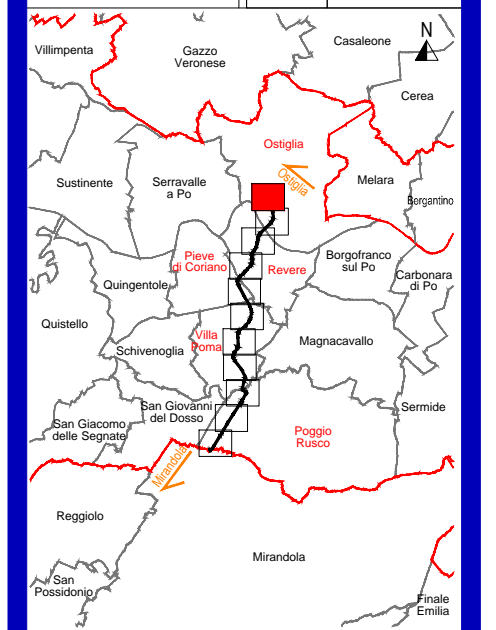 N
Casaleone
Villimpenta
Gazzo
Veronese
Cerea
Ostiglia
Ostiglia
Sustinente
Serravalle
a Po
Melara
Bergantino
Pieve
di Coriano
Revere
Borgofranco
sul Po
Carbonara
di Po
Quingentole
Quistello
Villa
Poma
Magnacavallo
Schivenoglia
Sermide
San Giovanni
del Dosso
San Giacomo
delle Segnate
Poggio
Rusco
Mirandola
Reggiolo
Mirandola
San
Possidonio
Finale
Emilia